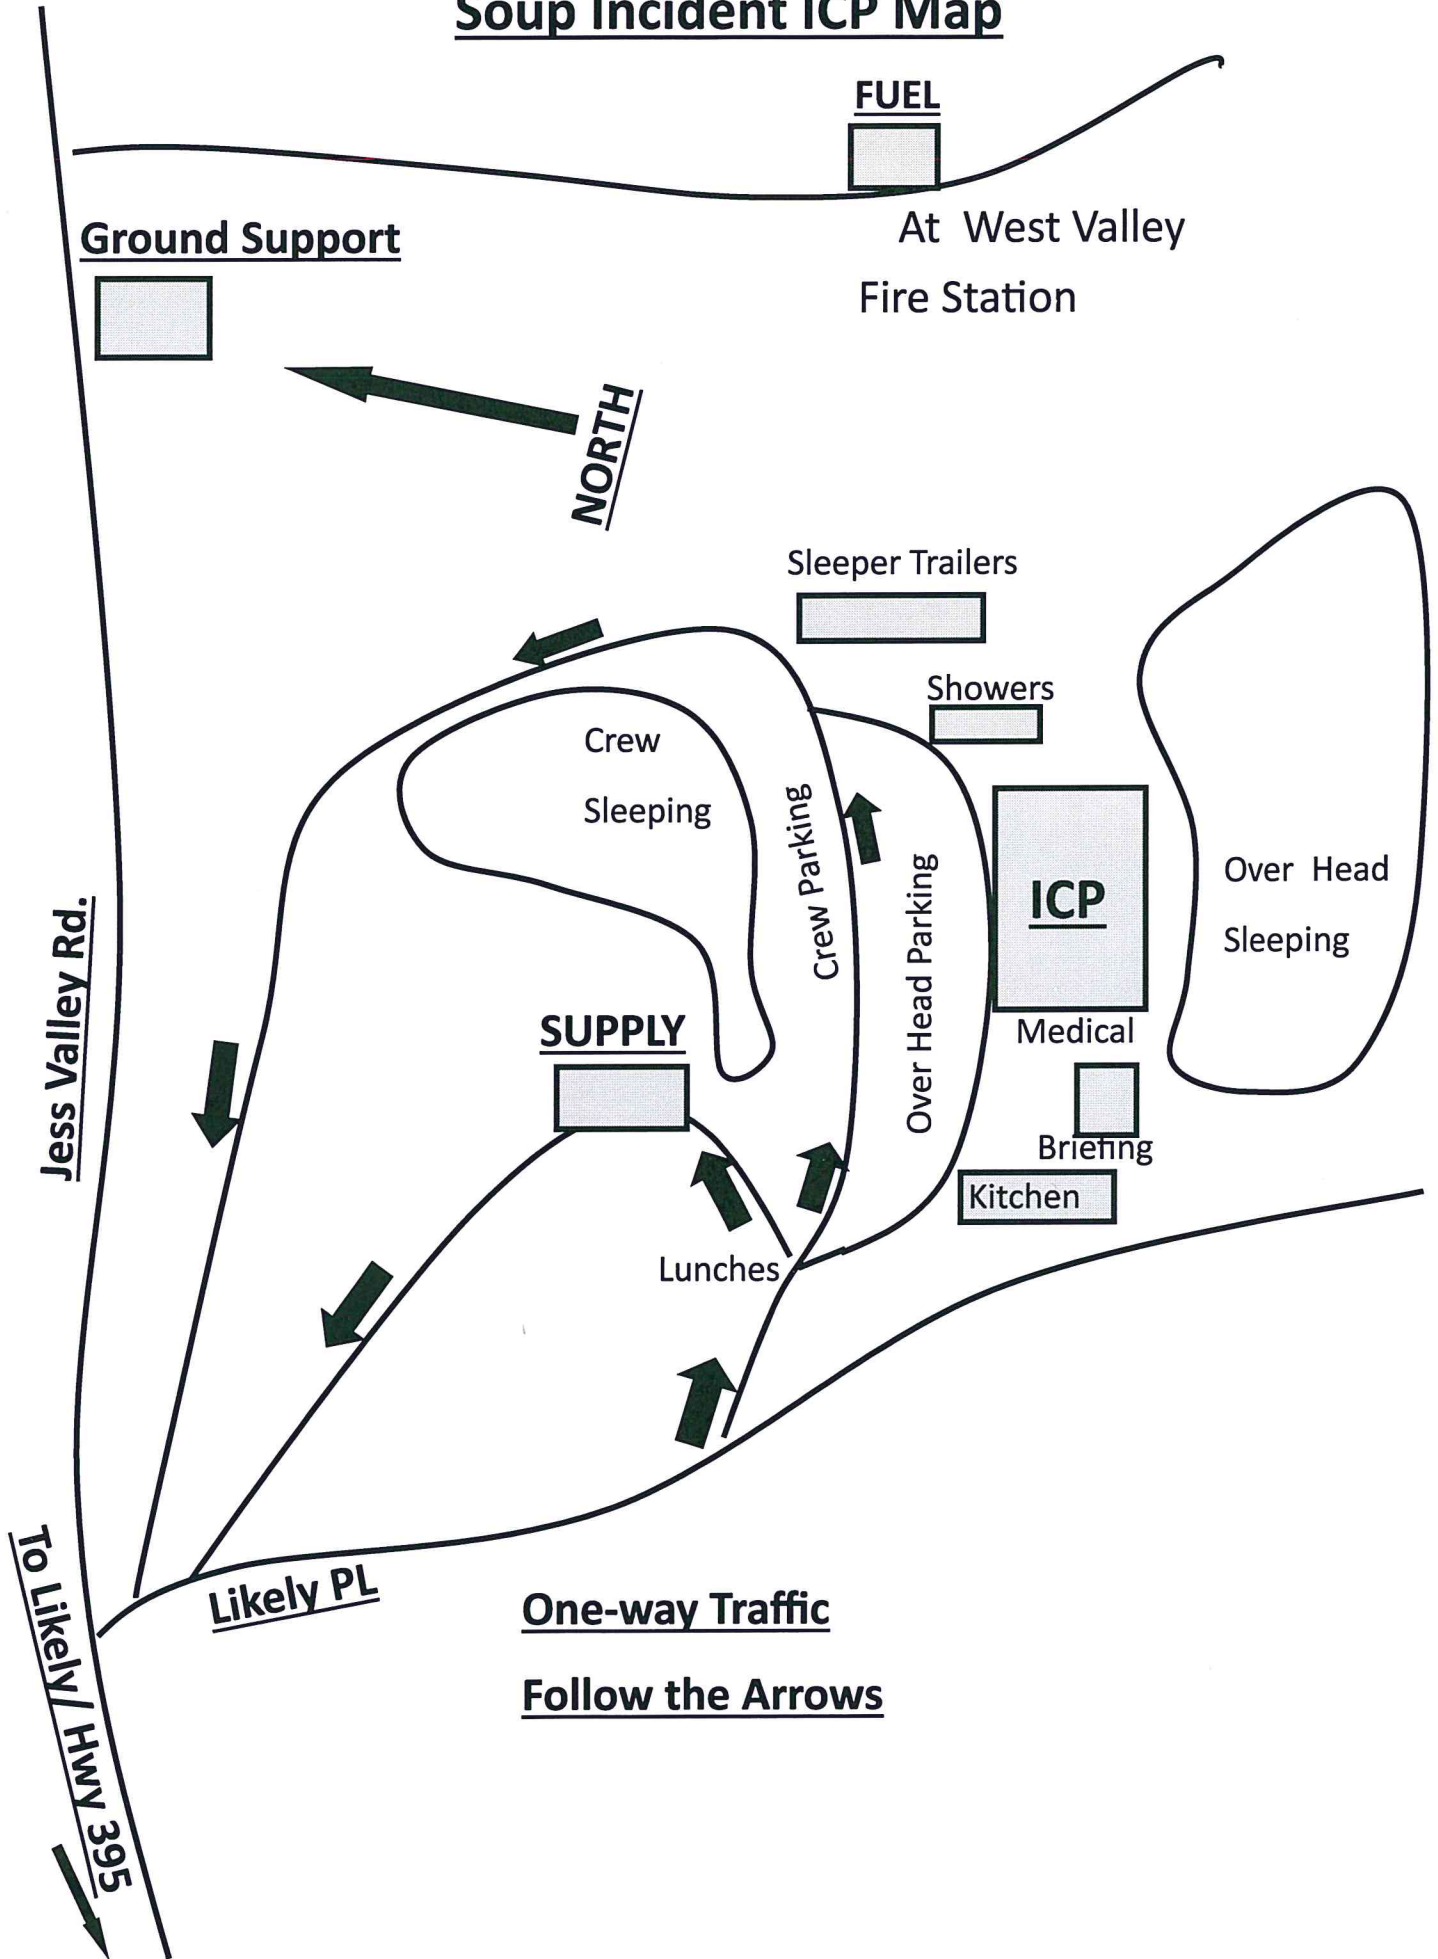 Soup Incident ICP Map
FUEL
At West Valley
Fire Station
Ground Support
NORTH
Sleeper Trailers
Showers
Crew
Sleeping
Crew Parking
Over Head Parking
ICP
Over Head
Sleeping
Jess Valley Rd.
SUPPLY
Medical
Briefing
Kitchen
Lunches
Likely PL
To Likely/ Hwy 395
One-way Traffic
Follow the Arrows